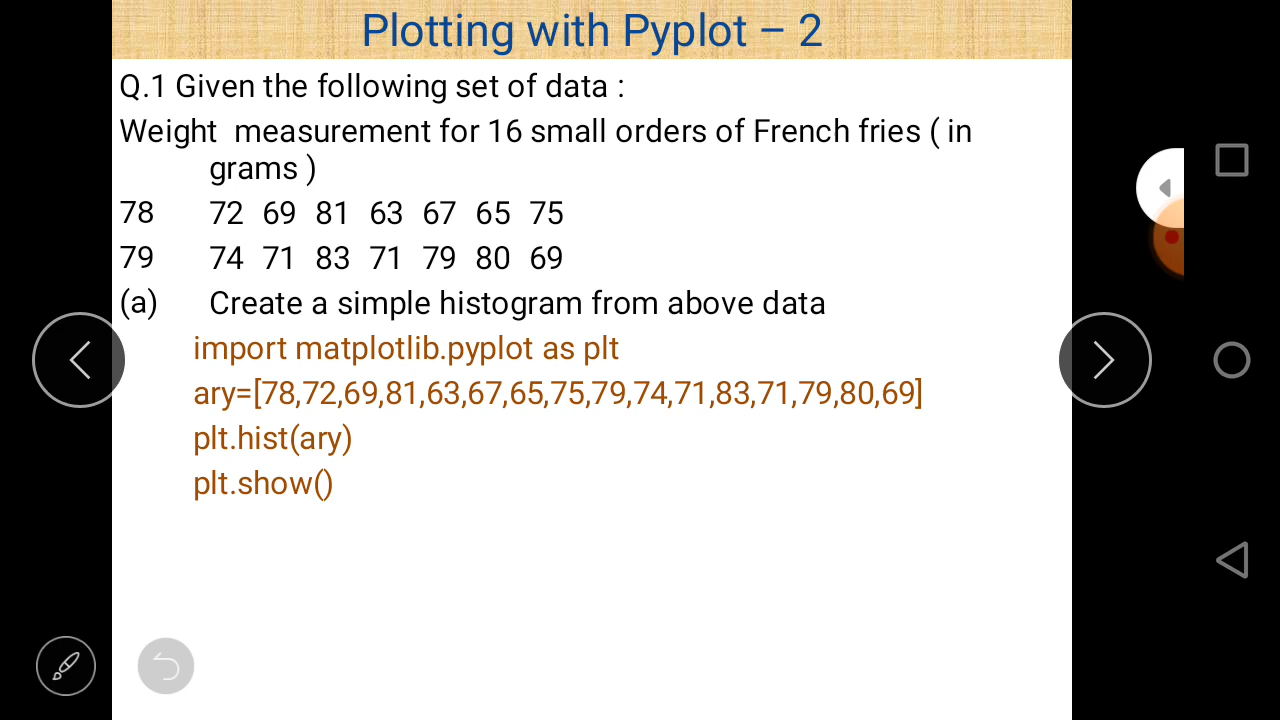 Plotting with Pyplot – 2
Q.1 Given the following set of data :
Weight measurement for 16 small orders of French fries ( in
grams )
78 72 69 81 63 67 65 75
79 74 71 83 71 79 80 69
(a) Create a simple histogram from above data
import matplotlib.pyplot as plt
ary=[78,72,69,81,63,67,65,75,79,74,71,83,71,79,80,69]
plt.hist(ary)
plt.show()